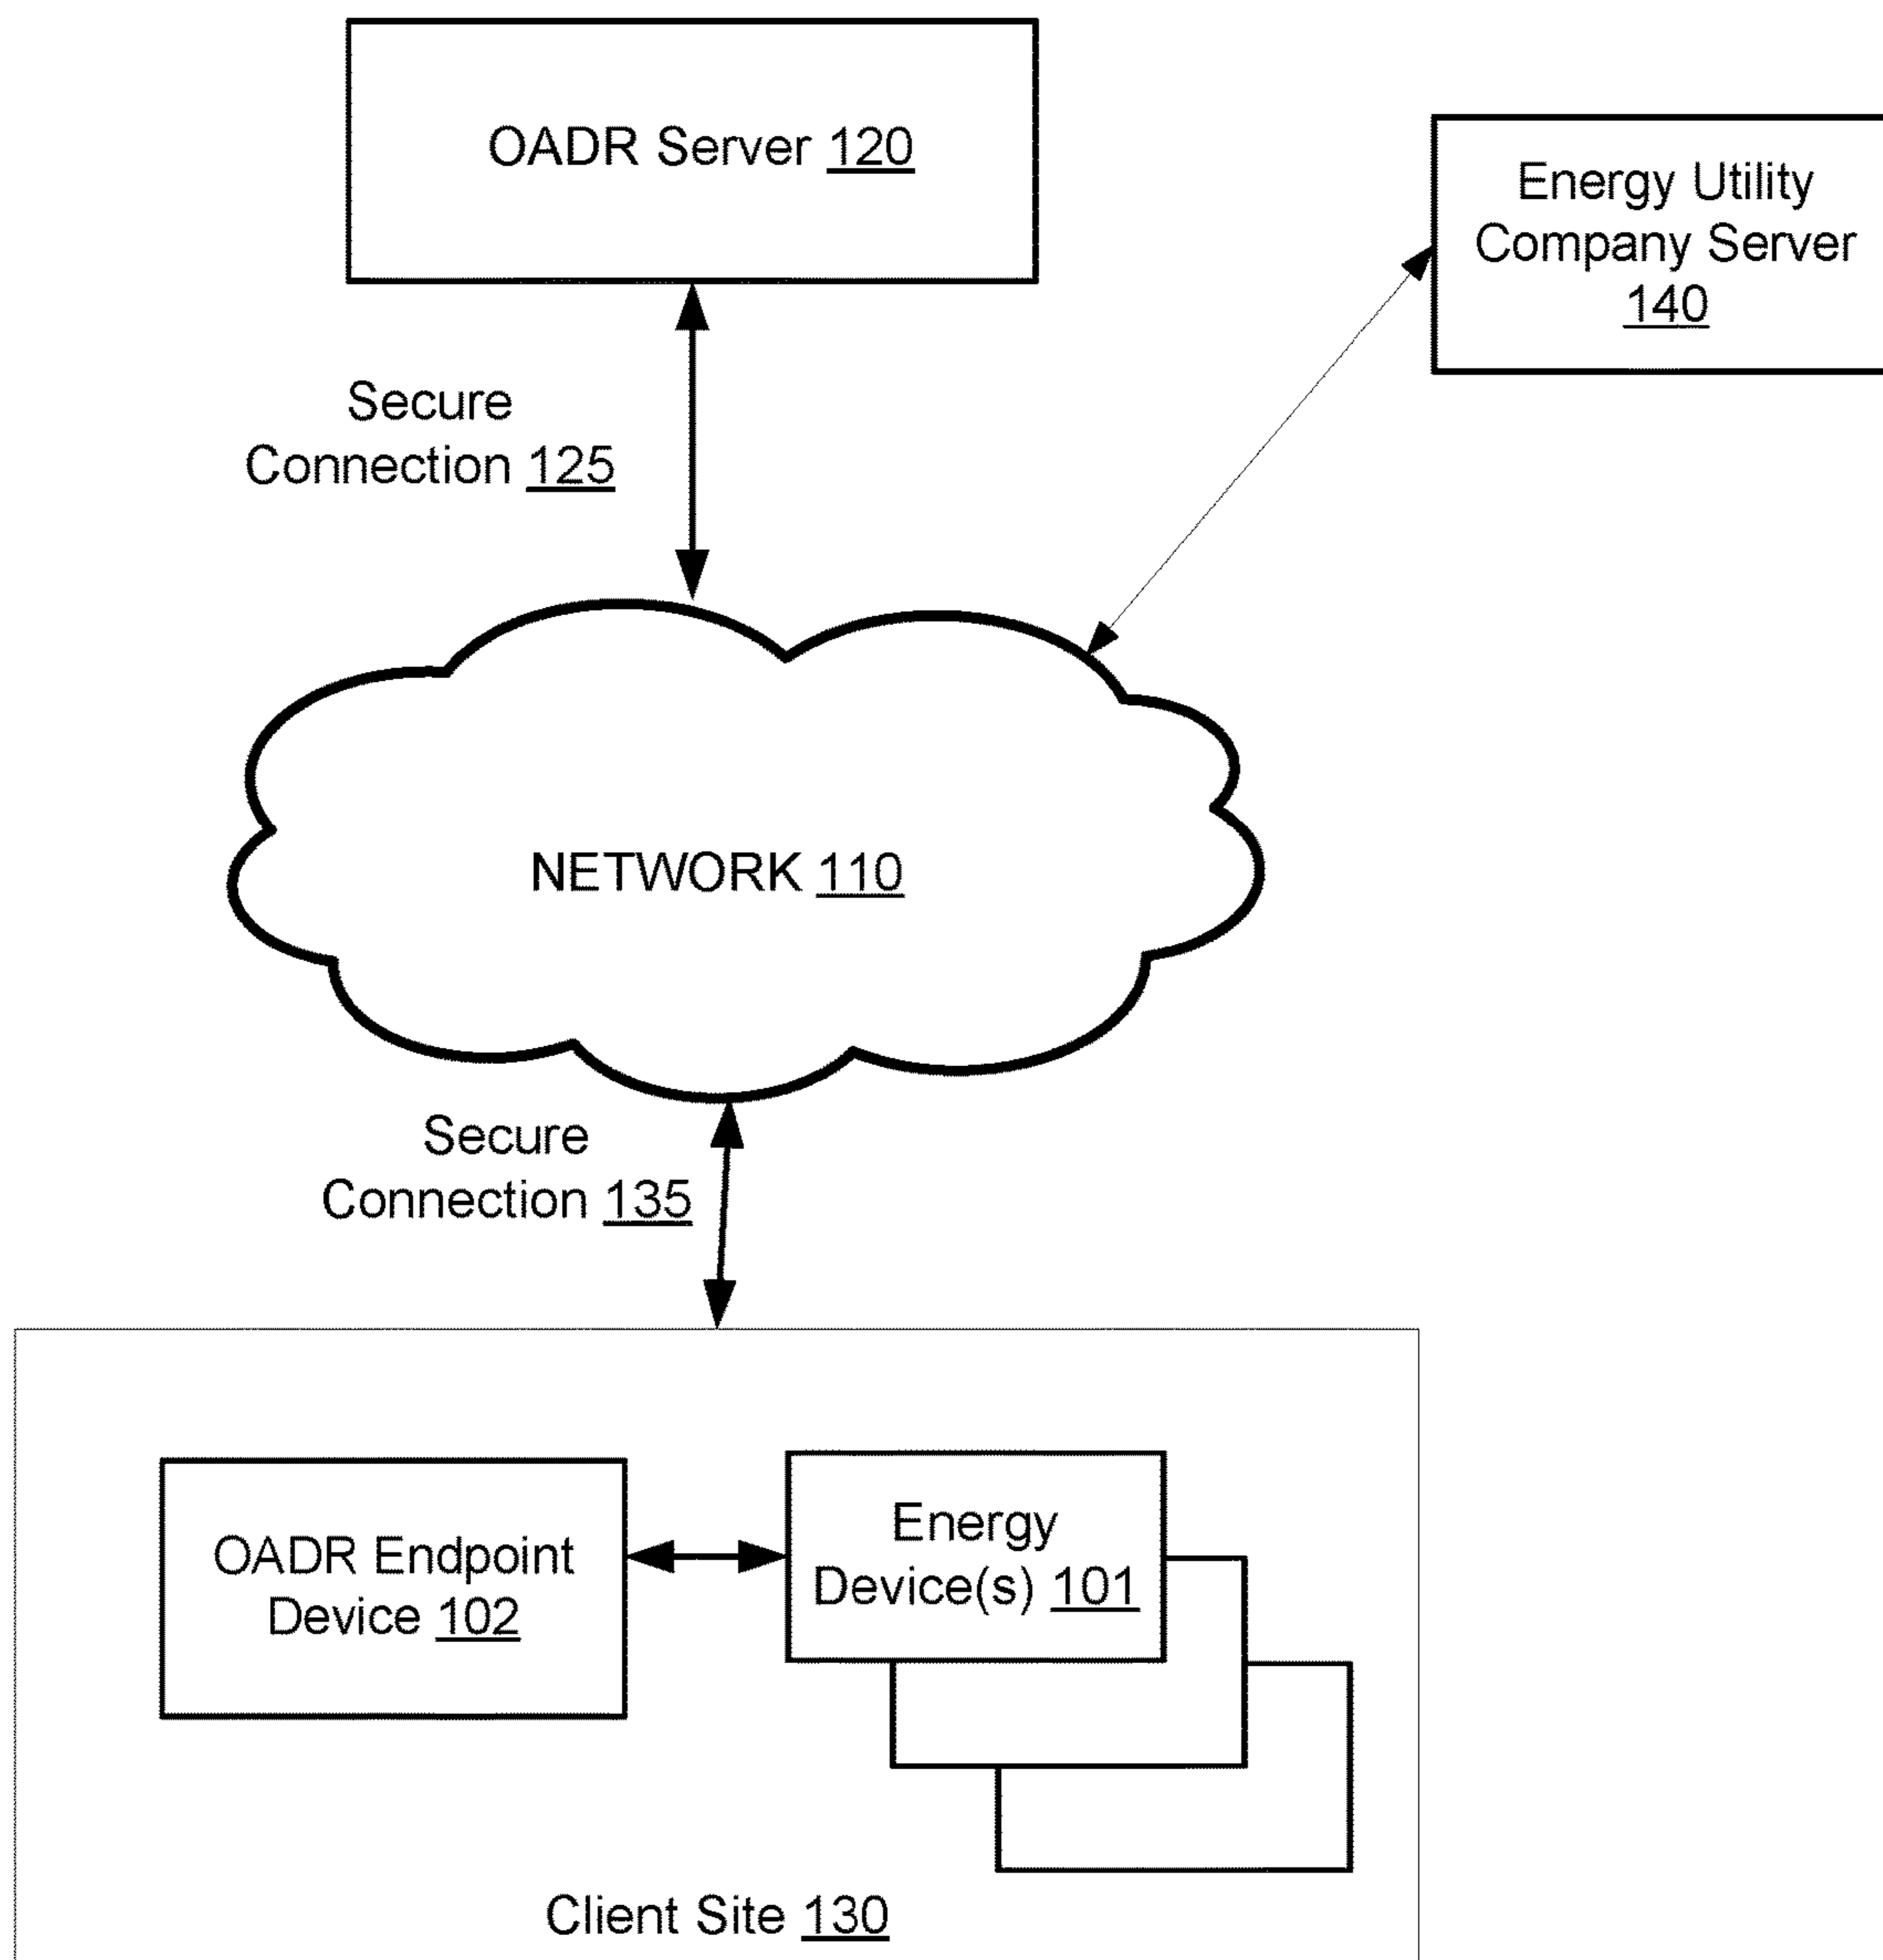 OADR Server 120
Energy Utility
Company Server
140
Secure
Connection 125
NETWORK 110
Secure
Connection 135
OADR Endpoint
Device 102
Energy
Device(s) 101
Client Site 130